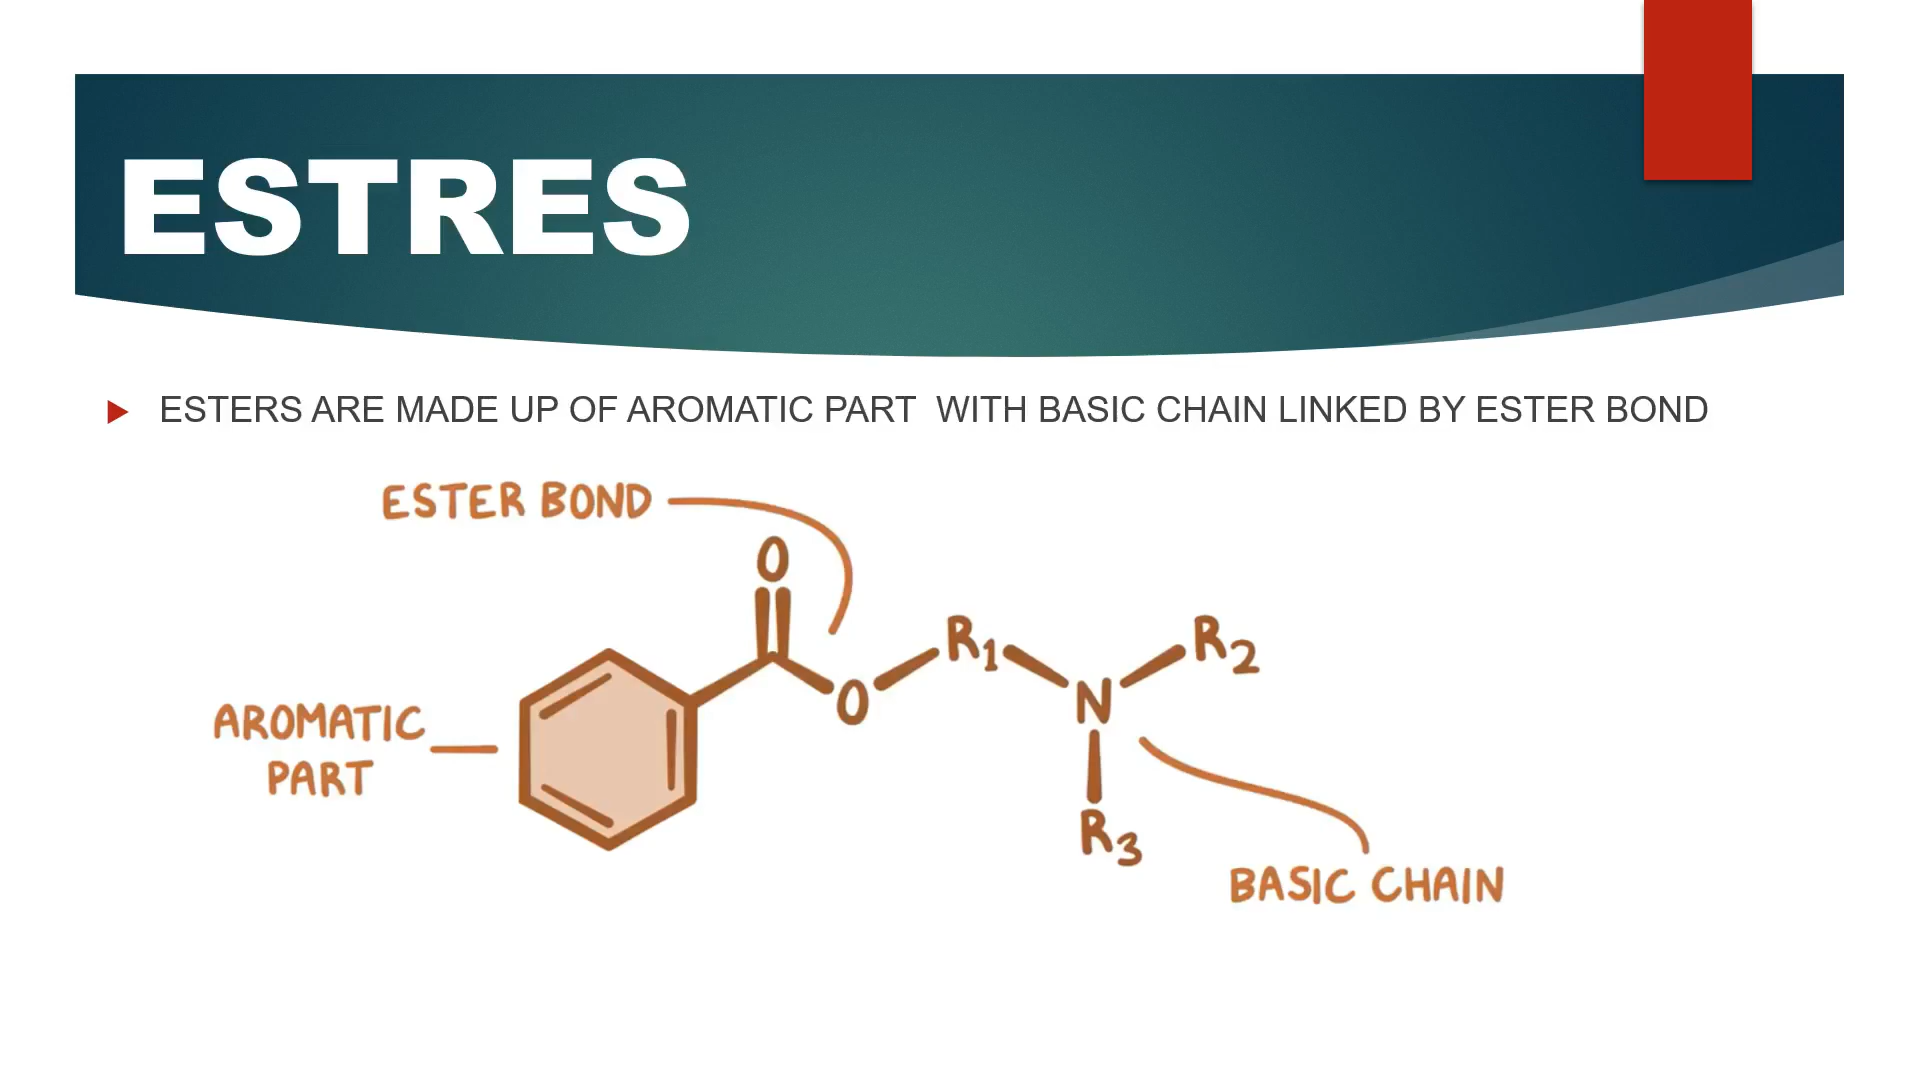 ESTRES
ESTERS ARE MADE UP OF AROMATIC PART WITH BASIC CHAIN LINKED BY ESTER BOND
ESTER BOND
O
O
R1
N
R2
R3
AROMATIC
PART
BASIC CHAIN